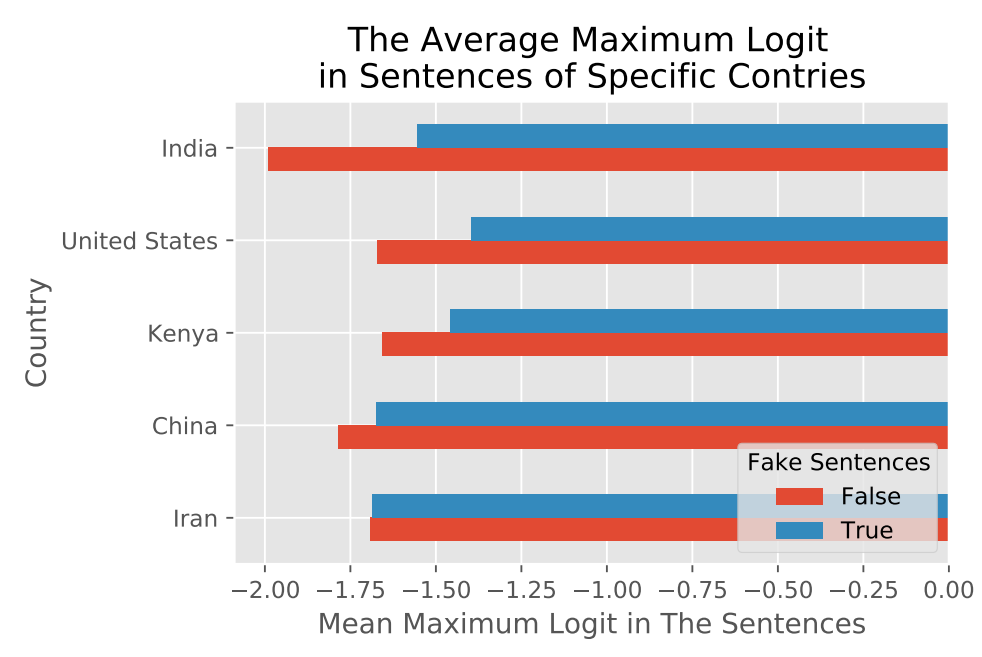 The Average Maximum Logit
in Sentences of Specific Contries
India
United States
Kenya
China
Iran
Country
Fake Sentences
False
True
−2.00 −1.75 −1.50 −1.25 −1.00 −0.75 −0.50 −0.25 0.00
Mean Maximum Logit in The Sentences